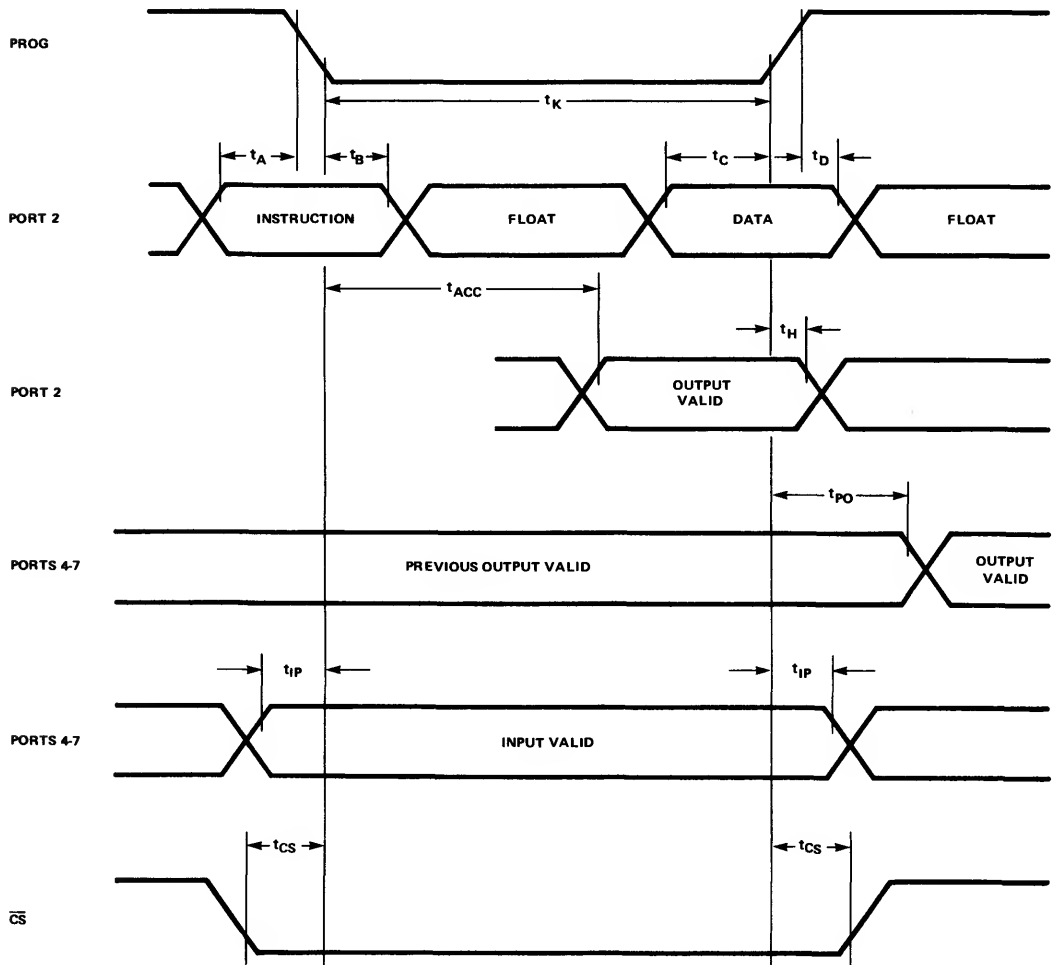 PROG
tK
tA
tB
tC
tD
PORT 2
INSTRUCTION
FLOAT
DATA
FLOAT
tACC
tH
PORT 2
OUTPUT
VALID
tPO
PORTS 4-7
PREVIOUS OUTPUT VALID
OUTPUT
VALID
tIP
tIP
PORTS 4-7
INPUT VALID
tCS
tCS
C̅S̅